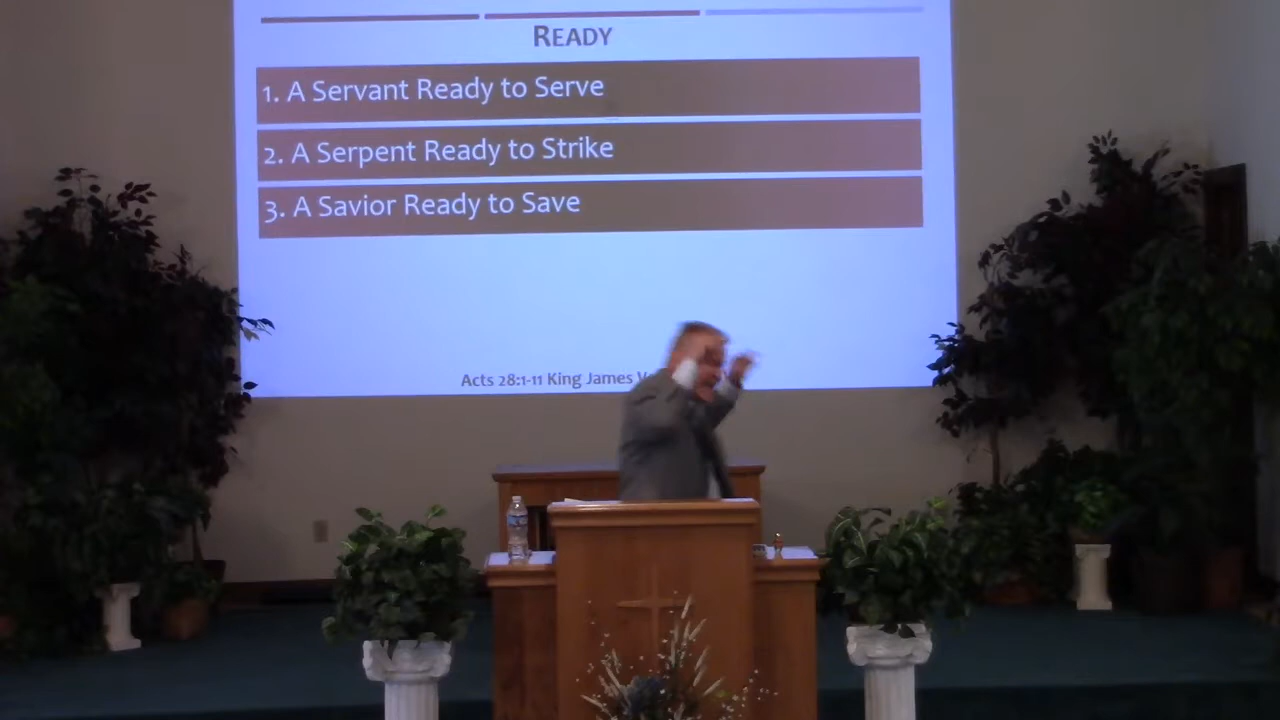 READY
1. A Servant Ready to Serve
2. A Serpent Ready to Strike
3. A Savior Ready to Save
Acts 28:1-11 King James